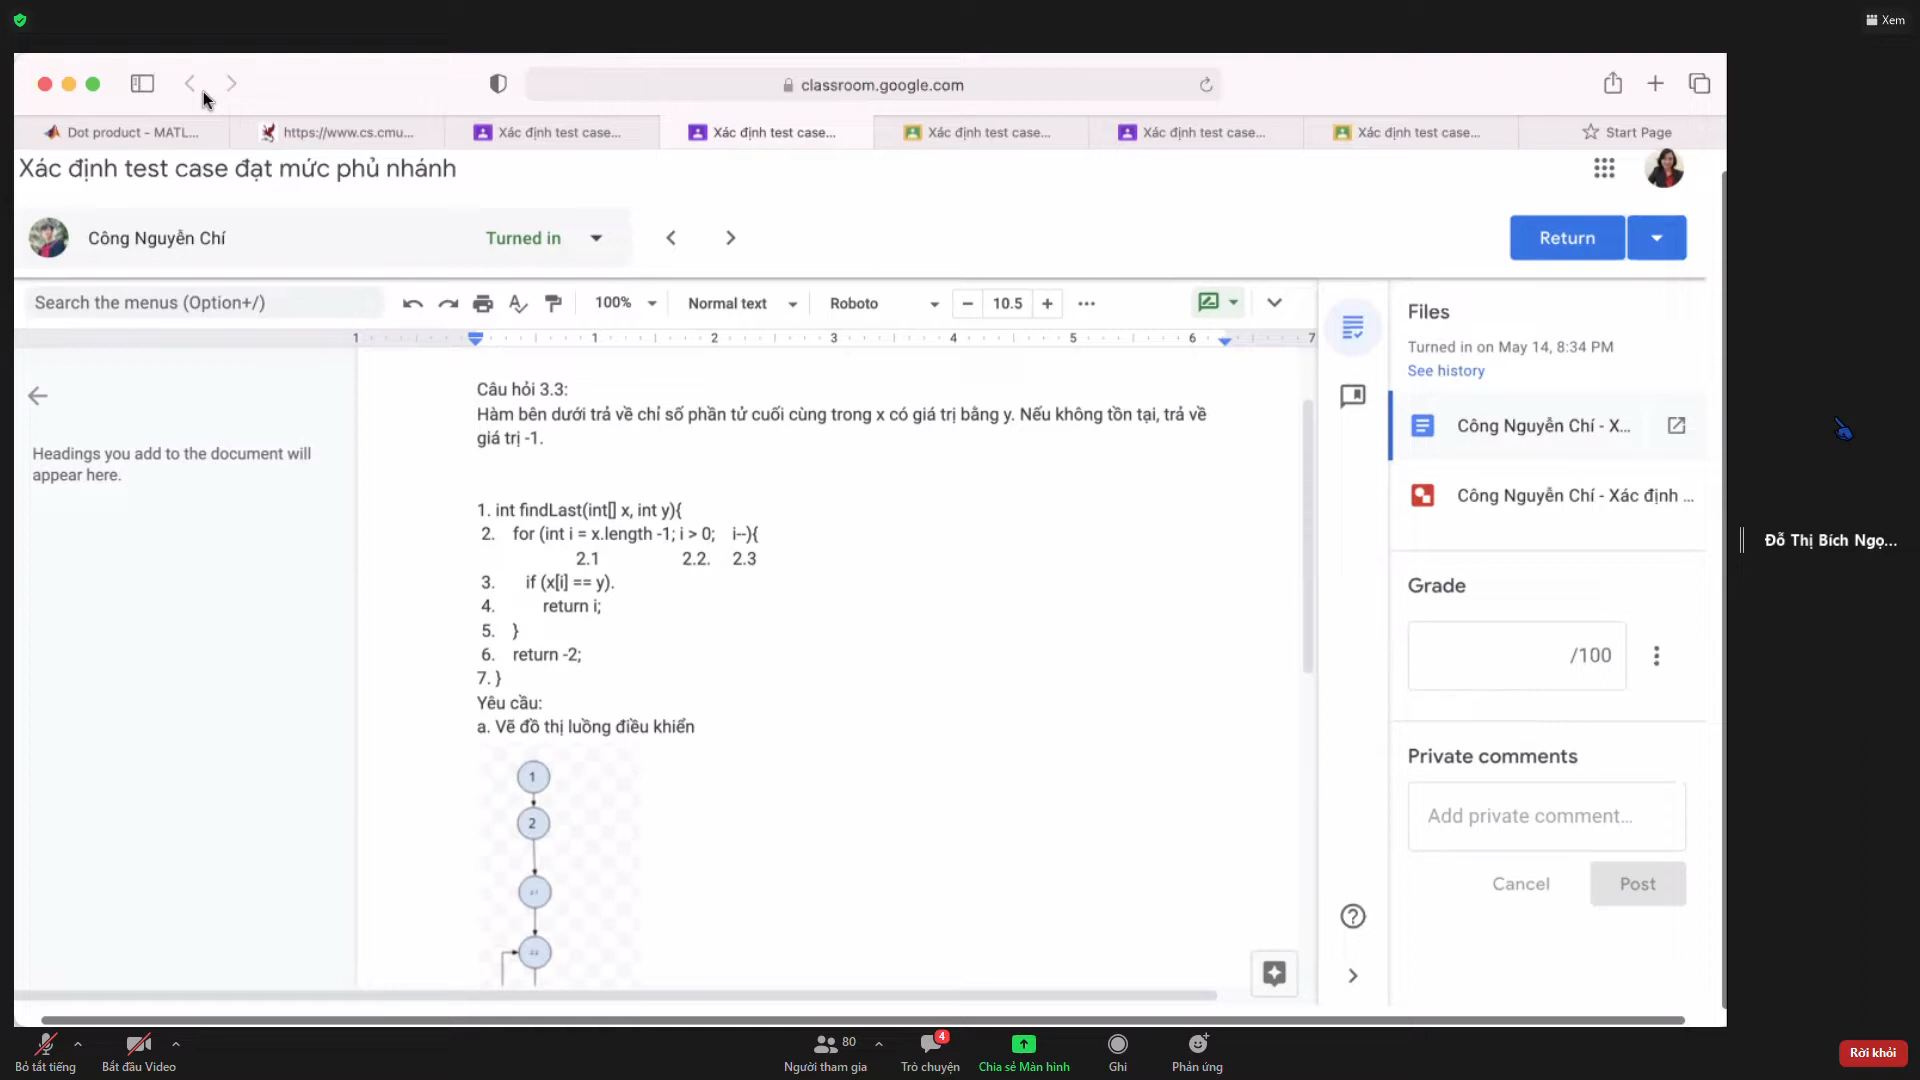 Xem
classroom.google.com
Dot product - MATL...
https://www.cs.cmu...
Xác định test case...
Xác định test case...
Xác định test case...
Xác định test case...
Xác định test case...
Start Page
Xác định test case đạt mức phủ nhánh
Công Nguyễn Chí
Turned in
Return
Search the menus (Option+/)
100%
Normal text
Roboto
10.5
1 1 2 3 4 5 6 7
Headings you add to the document will
appear here.
Câu hỏi 3.3:
Hàm bên dưới trả về chỉ số phần tử cuối cùng trong x có giá trị bằng y. Nếu không tồn tại, trả về
giá trị -1.
1. int findLast(int[] x, int y){
2. for (int i = x.length -1; i > 0; i--){
2.1 2.2. 2.3
3. if (x[i] == y).
4. return i;
5. }
6. return -2;
7. }
Yêu cầu:
a. Vẽ đồ thị luồng điều khiển
1
2
Files
Turned in on May 14, 8:34 PM
See history
Công Nguyễn Chí - X...
Công Nguyễn Chí - Xác định ...
Grade
/100
Private comments
Add private comment...
Cancel
Post
Đỗ Thị Bích Ngọ...
Bỏ tắt tiếng
Bắt đầu Video
80
Người tham gia
4
Trò chuyện
Chia sẻ Màn hình
Ghi
Phản ứng
Rời khỏi